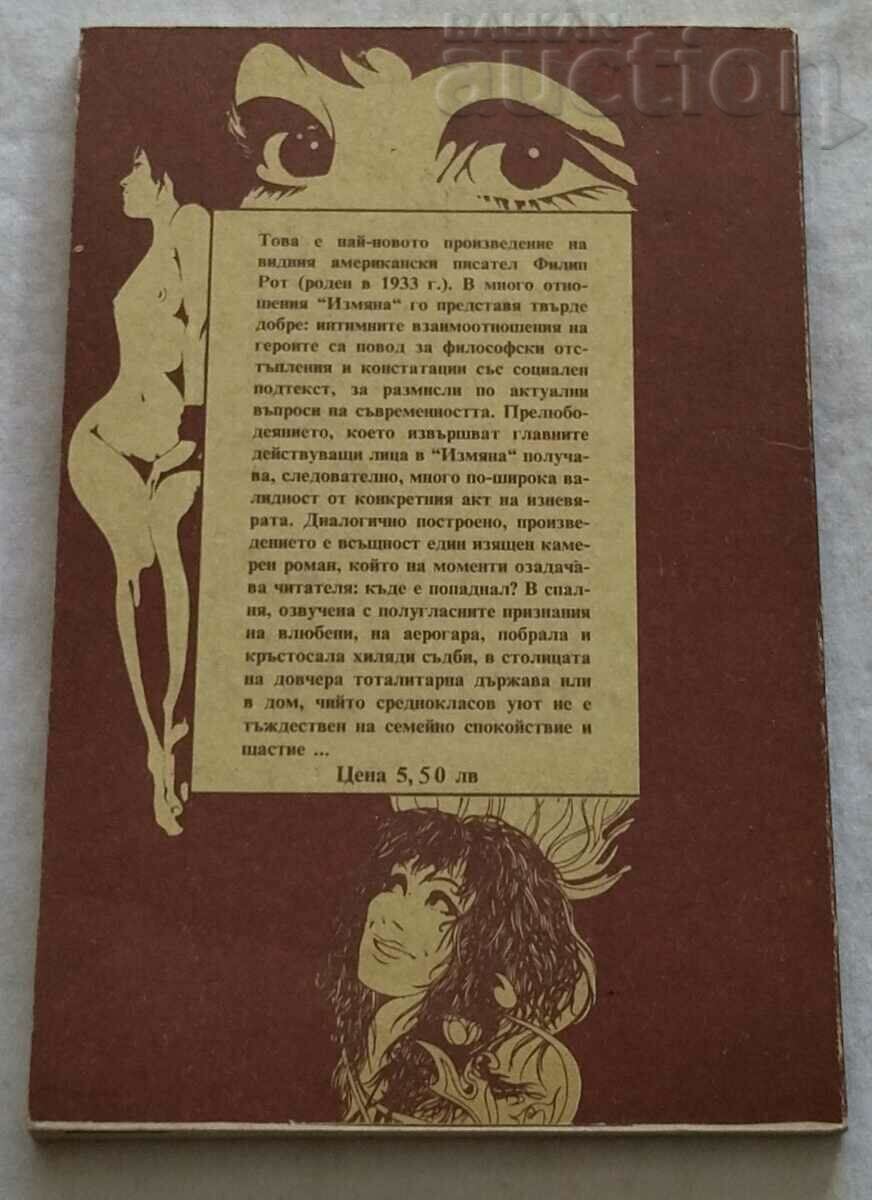 BALKAN
auction
Това е най-новото произведение на
видния американски писател Филип
Рот (роден в 1933 г.). В много отно-
шения “Измяна“ го представя твърде
добре: интимните взаимоотношения на
героите са повод за философски отс-
тъпления и констатации със социален
подтекст, за размисли по актуални
въпроси на съвременността. Прелюбо-
деянието, което извършват главните
действуващи лица в “Измяна“ получа-
ва, следователно, много по-широка ва-
лидност от конкретния акт на изневя-
рата. Диалогично построено, произве-
дението е всъщност един изящен каме-
рен роман, който на моменти озадача-
ва читателя: къде е попаднал? В спал-
ня, озвучена с полугласните признания
на влюбени, на аерогара, побрала и
кръстосала хиляди съдби, в столицата
на довчера тоталитарна държава или
в дом, чийто среднокласов уют не е
тъждествен на семейно спокойствие и
щастие ...
Цена 5,50 лв